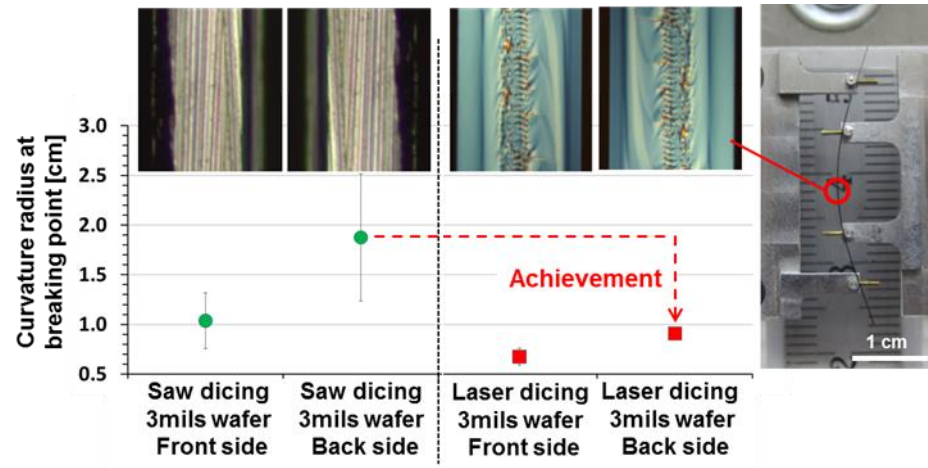 Curvature radius at
breaking point [cm]
3.0
2.5
2.0
1.5
1.0
0.5
Achievement
1 cm
Saw dicing
3mils wafer
Front side
Saw dicing
3mils wafer
Back side
Laser dicing
3mils wafer
Front side
Laser dicing
3mils wafer
Back side